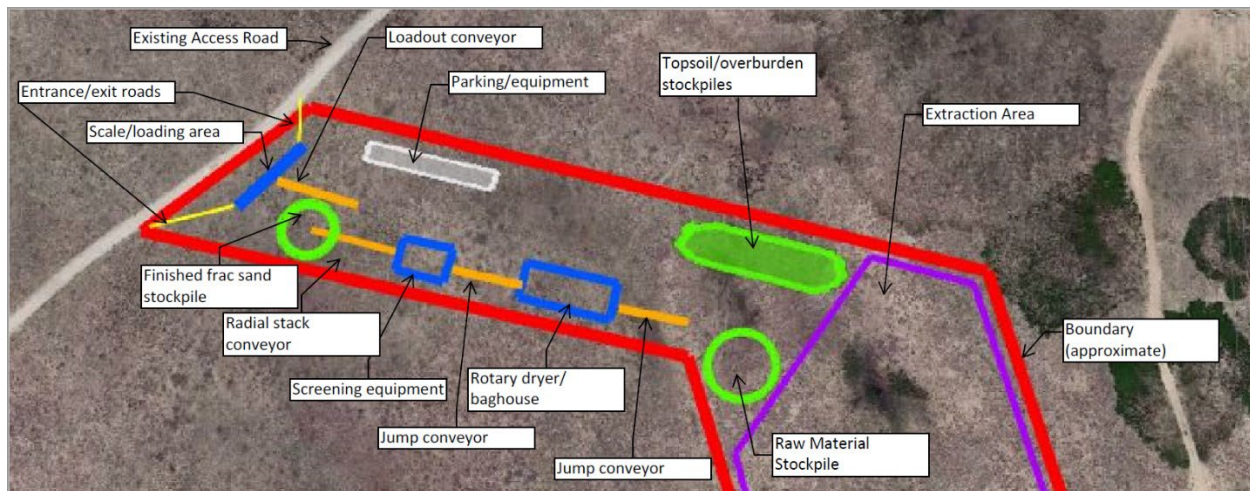 Existing Access Road
Loadout conveyor
Parking/equipment
Topsoil/overburden
stockpiles
Entrance/exit roads
Scale/loading area
Extraction Area
Finished frac sand
stockpile
Radial stack
conveyor
Screening equipment
Jump conveyor
Rotary dryer/
baghouse
Jump conveyor
Raw Material
Stockpile
Boundary
(approximate)